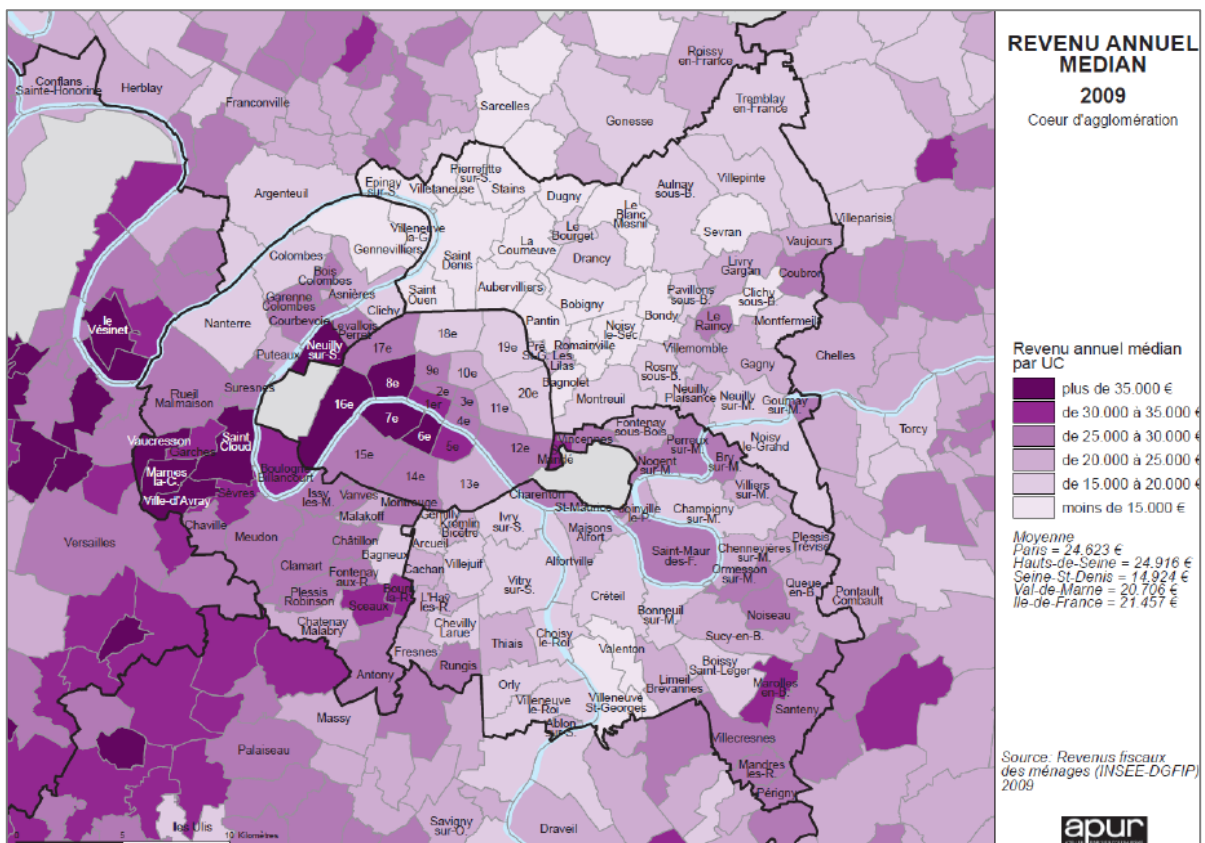 REVENU ANNUEL
MEDIAN
2009
Coeur d'agglomération
Revenu annuel médian
par UC
plus de 35.000 €
de 30.000 à 35.000 €
de 25.000 à 30.000 €
de 20.000 à 25.000 €
de 15.000 à 20.000 €
moins de 15.000 €
Moyenne
Paris = 24.623 €
Hauts-de-Seine = 24.916 €
Seine-St-Denis = 14.924 €
Val-de-Marne = 20.706 €
Ile-de-France = 21.457 €
Source: Revenus fiscaux
des ménages (INSEE-DGFIP)
2009
apur
Conflans
Sainte-Honorine
Herblay
Franconville
Sarcelles
Roissy
en-France
Gonesse
Tremblay
en-France
Argenteuil
Epinay
sur-S.
Pierrefitte
sur-S.
Villetaneuse
Stains
Dugny
Le
Blanc
Mesnil
Aulnay
sous-B.
Villepinte
Villeparisis
Sevran
Vaujours
Villeneuve
la-G.
Gennevilliers
Colombes
Bois
Colombes
Asnières
Garenne
Colombes
Courbevoie
Saint
Denis
La
Courneuve
Le
Bourget
Drancy
Livry
Gargan
Coubron
Saint
Ouen
Aubervilliers
Bobigny
Pavillons
sous-B.
Clichy
sous-B.
Clichy
Levallois
Perret
Neuilly
sur-S.
Nanterre
Puteaux
Suresnes
le
Vésinet
Rueil
Malmaison
Pantin
Pré
St-G.
Les
Lilas
Romainville
Noisy
le-Sec
Bondy
Le
Raincy
Montfermeil
Villemomble
Gagny
Chelles
Bagnolet
Montreuil
Rosny
sous-B.
Neuilly
Plaisance
Neuilly
sur-M.
Gournay
sur-M.
Noisy
le-Grand
Torcy
17e
18e
19e
8e
9e
10e
2e
1er
3e
4e
11e
20e
16e
7e
6e
5e
12e
15e
14e
13e
Vaucresson
Garches
Saint
Cloud
Marnes
la-C.
Ville-d'Avray
Sèvres
Boulogne
Billancourt
Issy
les-M.
Vanves
Malakoff
Montrouge
Versailles
Chaville
Meudon
Clamart
Châtillon
Bagneux
Fontenay
aux-R.
Plessis
Robinson
Sceaux
Bourg
la-R.
Chatenay
Malabry
Antony
Vincennes
St
Mandé
Fontenay
sous-Bois
Nogent
sur-M.
Perreux
sur-M.
Bry
sur-M.
Villiers
sur-M.
Charenton
St-Maurice
Joinville
le-P.
Champigny
sur-M.
Gentilly
Kremlin
Bicêtre
Ivry
sur-S.
Arcueil
Cachan
Villejuif
Vitry
sur-S.
Alfortville
Maisons
Alfort
Saint-Maur
des-F.
Chennevières
sur-M.
Plessis
Trévise
Ormesson
sur-M.
Queue
en-B.
Pontault
Combault
Noiseau
Créteil
Bonneuil
sur-M.
Sucy-en-B.
L'Haÿ
les-R.
Chevilly
Larue
Fresnes
Thiais
Choisy
le-Roi
Valenton
Limeil
Brevannes
Boissy
Saint-Leger
Marolles
en-B.
Santeny
Rungis
Orly
Villeneuve
le-Roi
Ablon
sur-S.
Villeneuve
St-Georges
Villecresnes
Mandres
les-R.
Périgny
Massy
Palaiseau
les Ulis
Savigny
sur-O.
Draveil
0
5
10 Kilomètres